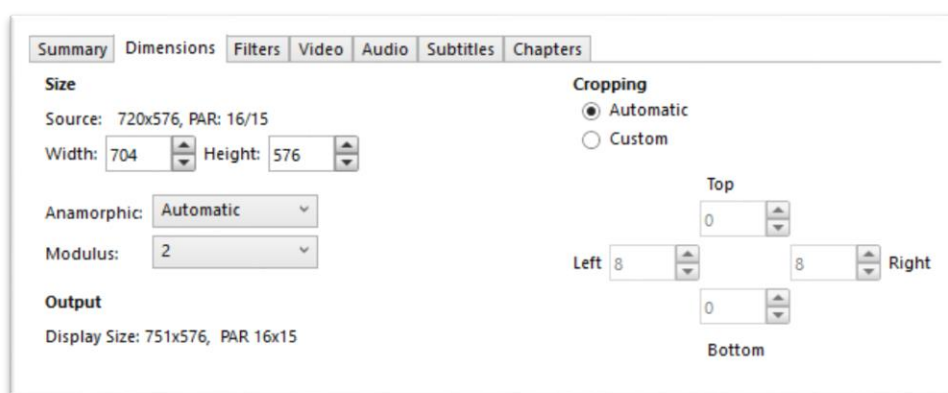 Summary Dimensions Filters Video Audio Subtitles Chapters
Size
Source: 720x576, PAR: 16/15
Width: 704 Height: 576
Anamorphic: Automatic
Modulus: 2
Output
Display Size: 751x576, PAR 16x15
Cropping
Automatic
Custom
Top
0
Left 8 8 Right
0
Bottom